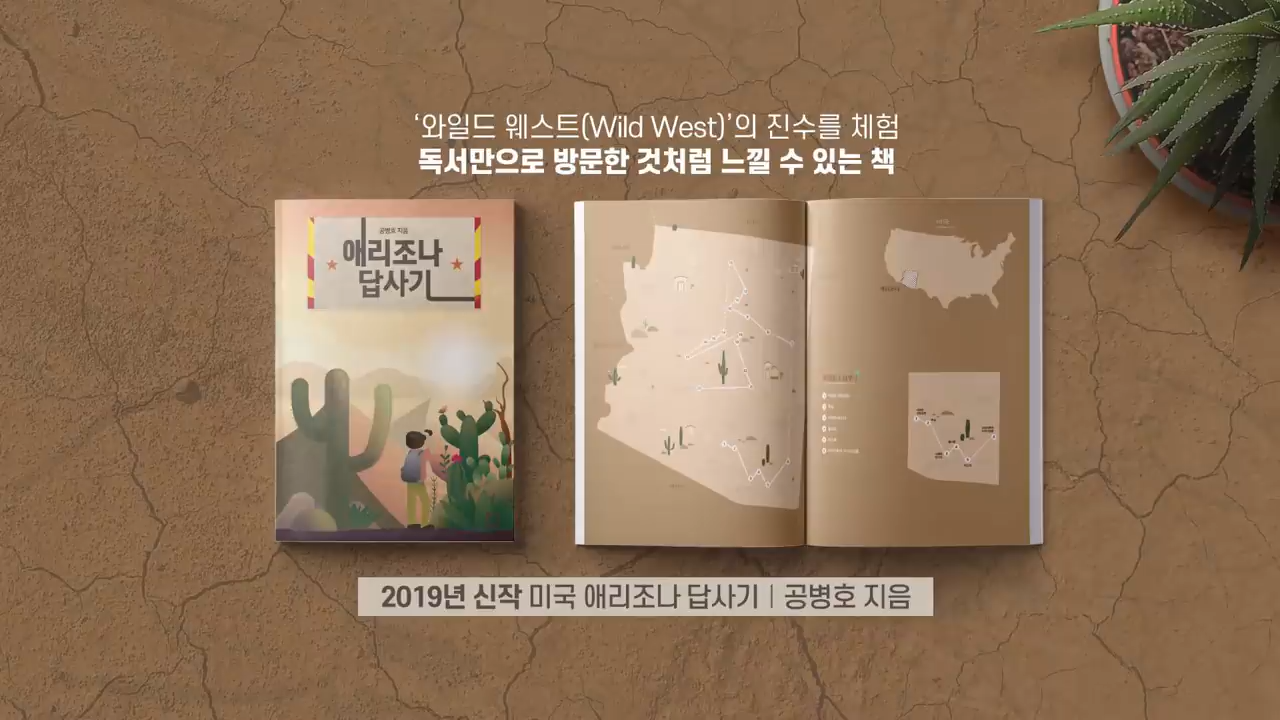 ‘와일드 웨스트(Wild West)’의 진수를 체험
독서만으로 방문한 것처럼 느낄 수 있는 책
공병호 지음
애리조나
답사기
2019년 신작 미국 애리조나 답사기 | 공병호 지음